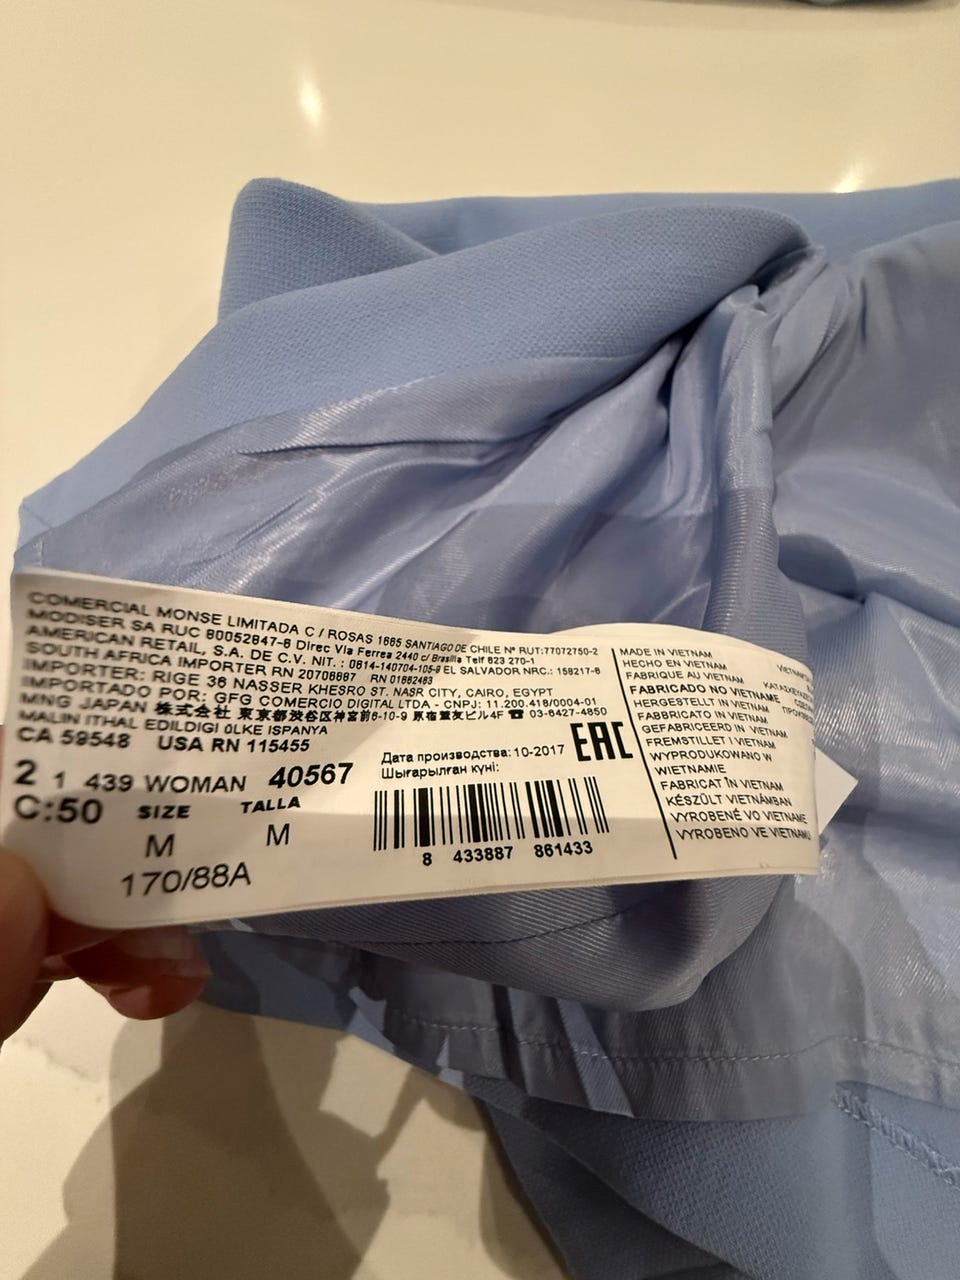 COMERCIAL MONSE LIMITADA C / ROSAS 1665 SANTIAGO DE CHILE Nº RUT:77072750-2
MODISER SA RUC 80052847-6 Direc Vía Ferrea 2440 c/ Brasilia Telf 823 270-1
AMERICAN RETAIL, S.A. DE C.V. NIT. : 0614-140704-105-9 EL SALVADOR NRC.: 158217-6
SOUTH AFRICA IMPORTER RN 20706887 RN 01662463
IMPORTER: RIGE 36 NASSER KHESRO ST. NASR CITY, CAIRO, EGYPT
IMPORTADO POR: GFG COMERCIO DIGITAL LTDA - CNPJ: 11.200.418/0004-01
MNG JAPAN 株式会社 東京都渋谷区神宮前6-10-9 原宿董友ビル4F ☎ 03-6427-4850
MALIN ITHAL EDILDIGI ÜLKE ISPANYA
CA 59548 USA RN 115455
Дата производства: 10-2017
Шығарылған күні:
EAC
2 1 439 WOMAN 40567
C:50 SIZE TALLA
M M
170/88A
8 433887 861433
MADE IN VIETNAM
HECHO EN VIETNAM
FABRIQUE AU VIETNAM
FABRICADO NO VIETNAME
HERGESTELLT IN VIETNAM
FABBRICATO IN VIETNAM
GEFABRICEERD IN VIETNAM
FREMSTILLET I VIETNAM
WYPRODUKOWANO W
WIETNAMIE
FABRICAT ÎN VIETNAM
KÉSZÜLT VIETNÁMBAN
VYROBENÉ VO VIETNAME
VYROBENO VE VIETNAMU